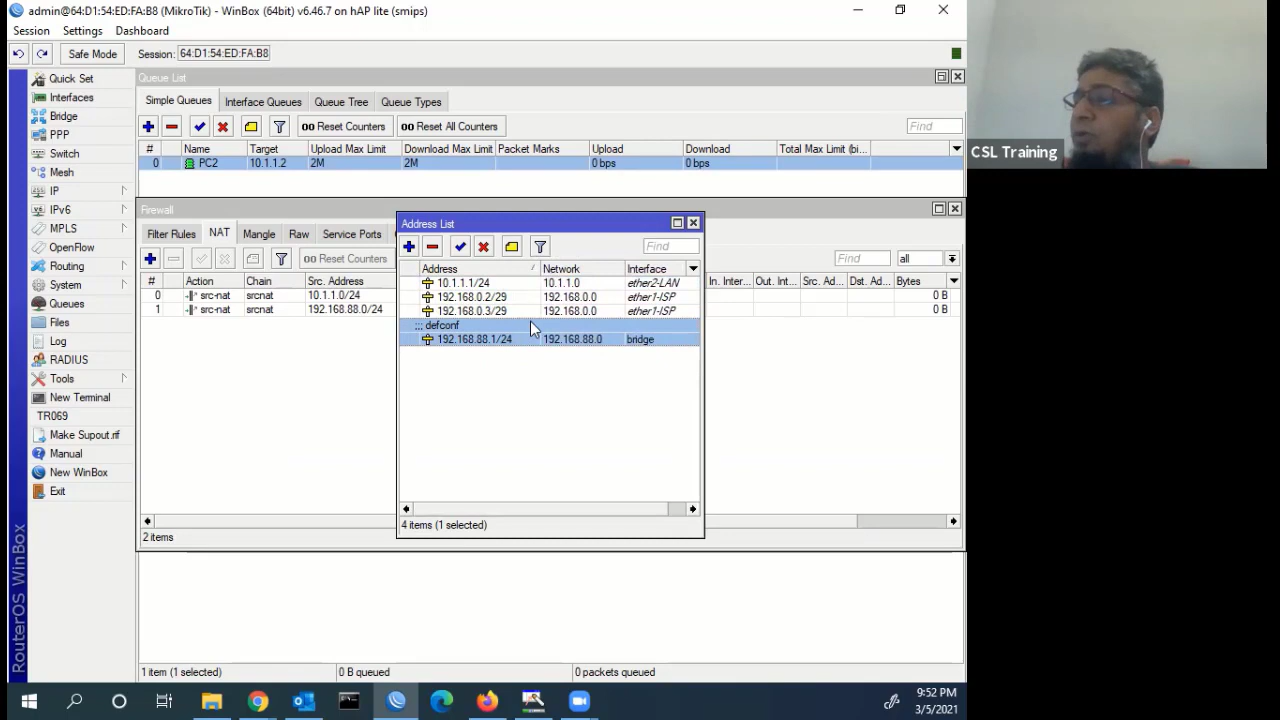 admin@64:D1:54:ED:FA:B8 (MikroTik) - WinBox (64bit) v6.46.7 on hAP lite (smips)
Session Settings Dashboard
Safe Mode Session: 64:D1:54:ED:FA:B8
Quick Set
Interfaces
Bridge
PPP
Switch
Mesh
IP
IPv6
MPLS
OpenFlow
Routing
System
Queues
Files
Log
RADIUS
Tools
New Terminal
TR069
Make Supout.rif
Manual
New WinBox
Exit
RouterOS WinBox
Queue List
Simple Queues Interface Queues Queue Tree Queue Types
00 Reset Counters 00 Reset All Counters Find
# Name Target Upload Max Limit Download Max Limit Packet Marks Upload Download Total Max Limit (bi...
0 PC2 10.1.1.2 2M 2M 0 bps 0 bps
Firewall
Filter Rules NAT Mangle Raw Service Ports
00 Reset Counters Find all
# Action Chain Src. Address In. Inter... Out. Int... Src. Ad... Dst. Ad... Bytes
0 src-nat srcnat 10.1.1.0/24 0 B
1 src-nat srcnat 192.168.88.0/24 0 B
2 items
Address List
Find
Address Network Interface
10.1.1.1/24 10.1.1.0 ether2-LAN
192.168.0.2/29 192.168.0.0 ether1-ISP
192.168.0.3/29 192.168.0.0 ether1-ISP
;;; defconf
192.168.88.1/24 192.168.88.0 bridge
4 items (1 selected)
1 item (1 selected) 0 B queued 0 packets queued
CSL Training
9:52 PM
3/5/2021